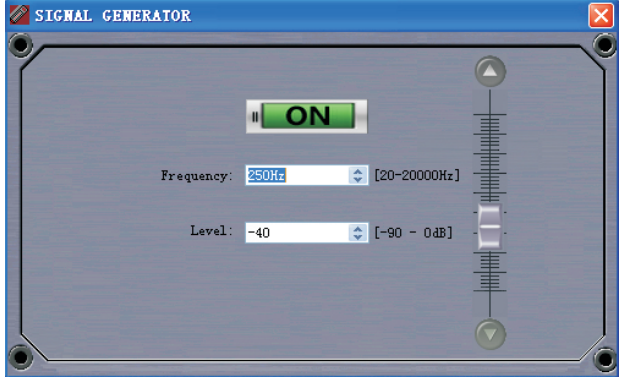 SIGNAL GENERATOR
ON
Frequency: 250Hz [20-20000Hz]
Level: -40 [-90 - 0dB]